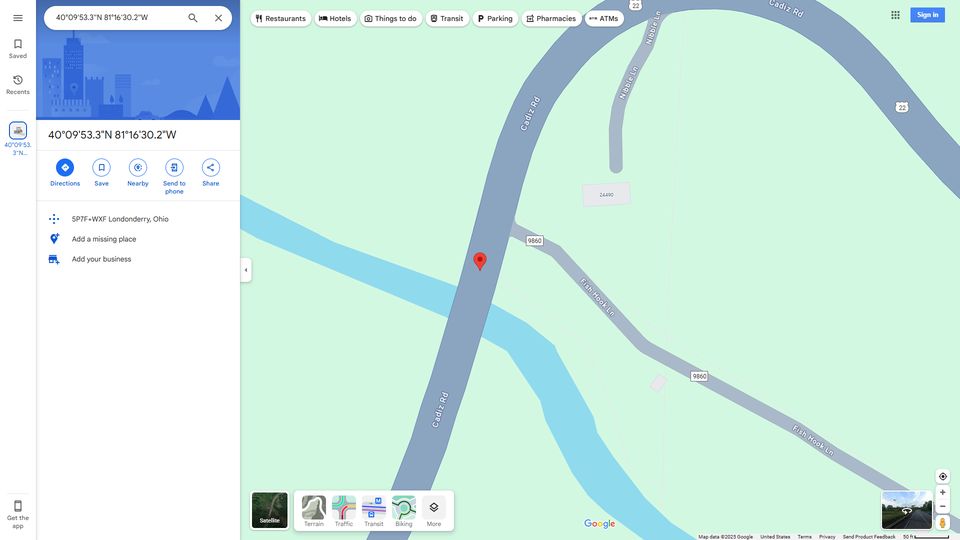 40°09'53.3"N 81°16'30.2"W
Restaurants
Hotels
Things to do
Transit
Parking
Pharmacies
ATMs
Sign in
Saved
Recents
40°09'53.
3"N...
40°09'53.3"N 81°16'30.2"W
Directions
Save
Nearby
Send to
phone
Share
5P7F+WXF Londonderry, Ohio
Add a missing place
Add your business
Get the
app
22
Cadiz Rd
Nibble Ln
Nibble Ln
22
Cadiz Rd
24490
9860
Fish Hook Ln
9860
Cadiz Rd
Fish Hook Ln
Satellite
Terrain
Traffic
Transit
Biking
More
Google
Map data ©2025 Google
United States
Terms
Privacy
Send Product Feedback
50 ft